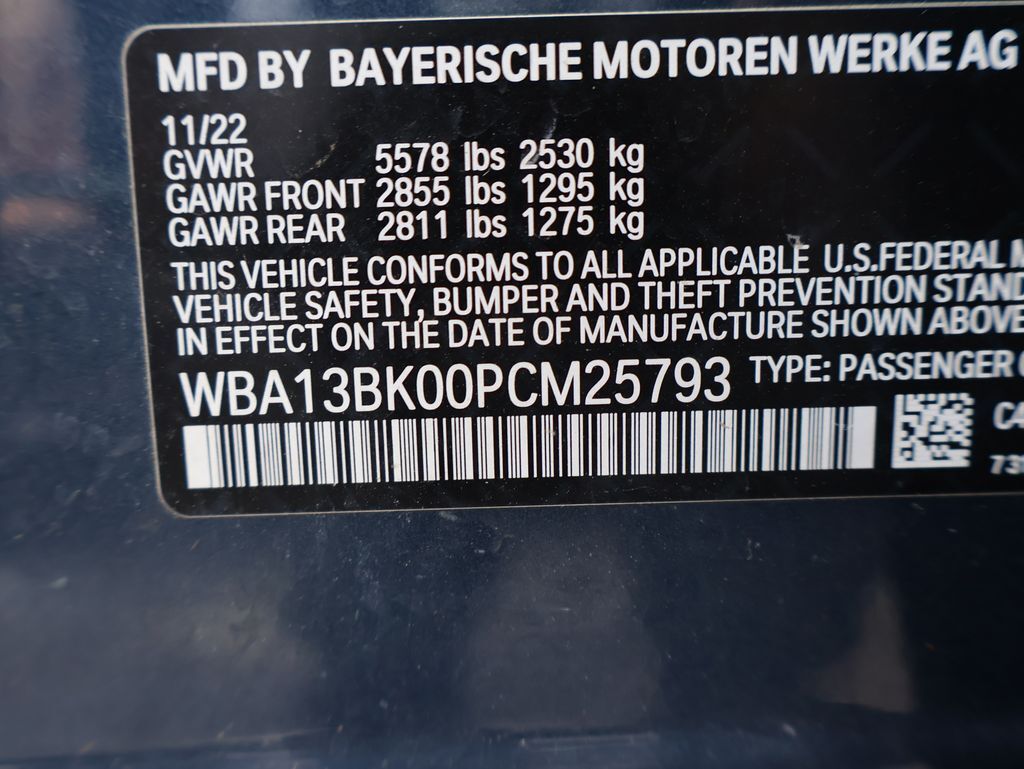 MFD BY BAYERISCHE MOTOREN WERKE AG
11/22
GVWR 5578 lbs 2530 kg
GAWR FRONT 2855 lbs 1295 kg
GAWR REAR 2811 lbs 1275 kg
THIS VEHICLE CONFORMS TO ALL APPLICABLE U.S.FEDERAL M
VEHICLE SAFETY, BUMPER AND THEFT PREVENTION STAND
IN EFFECT ON THE DATE OF MANUFACTURE SHOWN ABOVE
WBA13BK00PCM25793 TYPE: PASSENGER